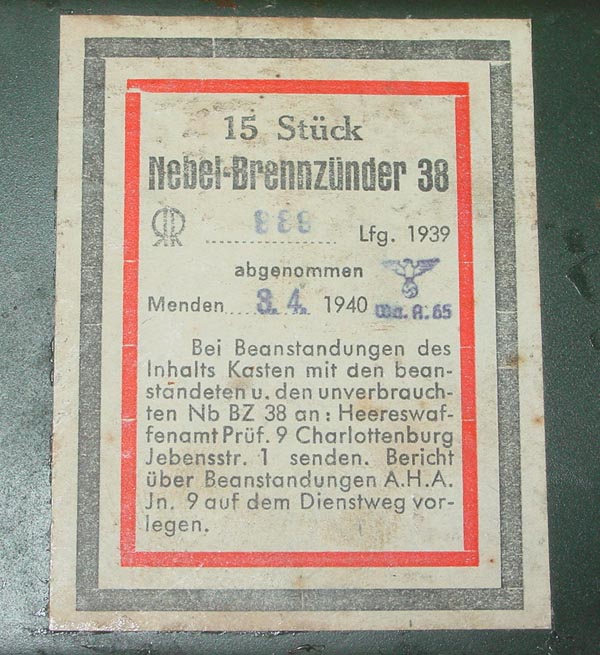 15 Stück
Nebel-Brennzünder 38
888 Lfg. 1939
abgenommen
Menden 3. 4. 1940 Wa. A. 65
Bei Beanstandungen des
Inhalts Kasten mit den bean-
standeten u. den unverbrauch-
ten Nb BZ 38 an: Heereswaf-
fenamt Prüf. 9 Charlottenburg
Jebensstr. 1 senden. Bericht
über Beanstandungen A.H.A.
Jn. 9 auf dem Dienstweg vor-
legen.